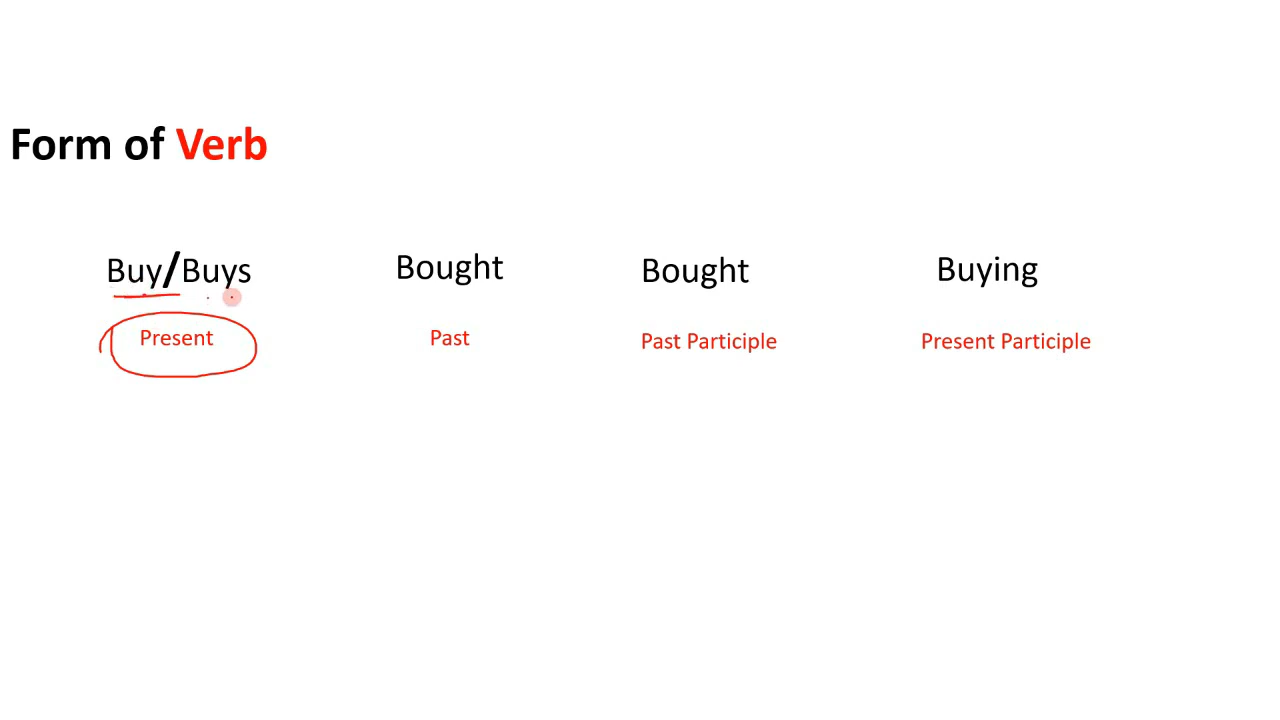 Form of Verb
Buy/Buys Bought Bought Buying
Present Past Past Participle Present Participle